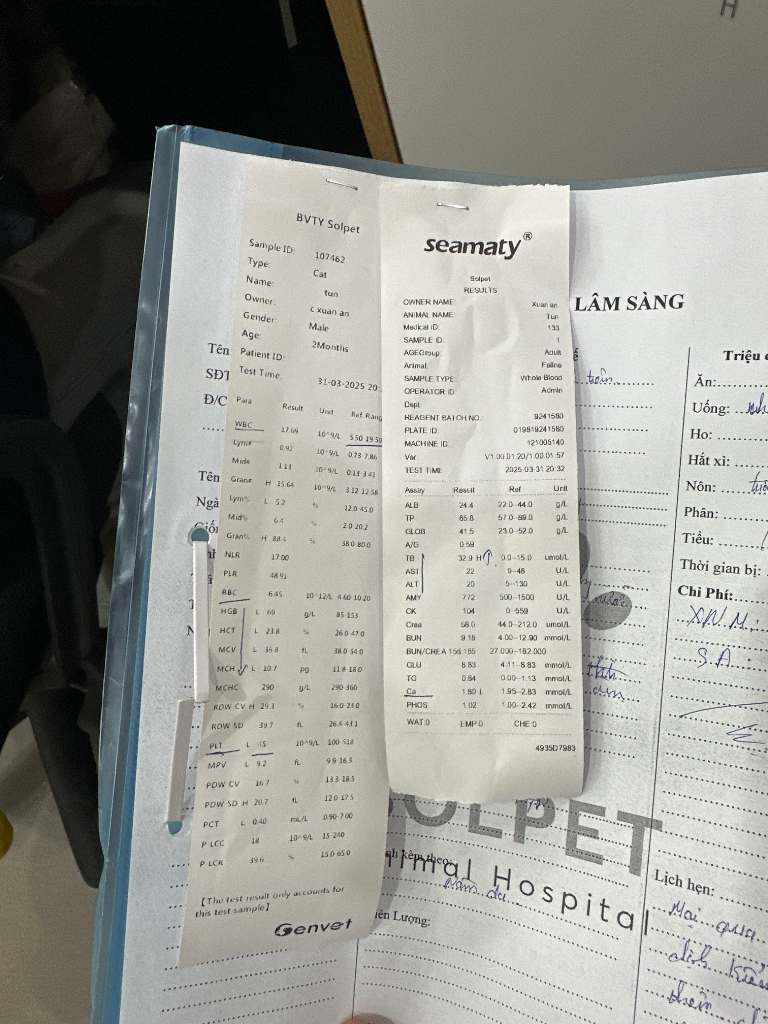 BVTY Solpet
Sample ID: 107462
Type: Cat
Name: tun
Owner: c xuan an
Gender: Male
Age: 2Months
Patient ID:
Test Time 31-03-2025 20:
Para Result Unit Ref Rang
WBC 17.69 10^9/L 5.50-19.50
Lym# 0.92 10^9/L 0.73-7.86
Mid# 1.13 10^9/L 0.13-3.41
Gran# H 15.64 10^9/L 3.12-12.58
Lym% L 5.2 % 12.0-45.0
Mid% 6.4 % 2.0-20.2
Gran% H 88.4 % 38.0-80.0
NLR 17.00
PLR 48.91
RBC 6.45 10^12/L 4.60-10.20
HGB L 69 g/L 85-153
HCT L 23.8 % 26.0-47.0
MCV L 36.8 fL 38.0-54.0
MCH L 10.7 pg 11.8-18.0
MCHC 290 g/L 290-360
RDW CV H 29.3 % 16.0-23.0
RDW SD 39.7 fL 26.4-43.1
PLT L 45 10^9/L 100-518
MPV L 9.2 fL 9.9-16.3
PDW CV 16.7 % 13.3-18.5
PDW SD H 20.7 fL 12.0-17.5
PCT L 0.40 mL/L 0.90-7.00
P LCC 18 10^9/L 15-240
P LCR 39.6 % 15.0-65.0
【The test result only accounts for
this test sample】
Genvet
seamaty®
Solpet
RESULTS
OWNER NAME: Xuan an
ANIMAL NAME: Tun
Medical ID: 133
SAMPLE ID: 1
AGEGroup: Adult
Animal: Feline
SAMPLE TYPE: Whole Blood
OPERATOR ID Admin
Dept.
REAGENT BATCH NO. 9241580
PLATE ID: 019819241580
MACHINE ID: 121005140
Ver V1.00.01.20/1.00.01.57
TEST TIME 2025-03-31 20:32
Assay Result Ref Unit
ALB 24.4 22.0--44.0 g/L
TP 65.8 57.0--89.0 g/L
GLOB 41.5 23.0--52.0 g/L
A/G 0.59
TB 32.9 H 0.0--15.0 umol/L
AST 22 0--48 U/L
ALT 20 5--130 U/L
AMY 772 500--1500 U/L
CK 104 0--559 U/L
Crea 58.0 44.0--212.0 umol/L
BUN 9.18 4.00--12.90 mmol/L
BUN/CREA 158.165 27.000--182.000
GLU 8.83 4.11--8.83 mmol/L
TG 0.54 0.00--1.13 mmol/L
Ca 1.80 L 1.95--2.83 mmol/L
PHOS 1.02 1.00--2.42 mmol/L
WAT:0 EMP:0 CHE:0
4935D7983
LÂM SÀNG
Tên
SĐT
Đ/C
Tên
Ngà
Triệu c
Ăn:
Uống:
Ho:
Hắt xì:
Nôn:
Phân:
Tiểu:
Thời gian bị:
Chi Phí:
X.N.M.
S.A.
SOLPET
Animal Hospital
nh kèm theo:
iên Lượng:
Lịch hẹn:
Mai qua